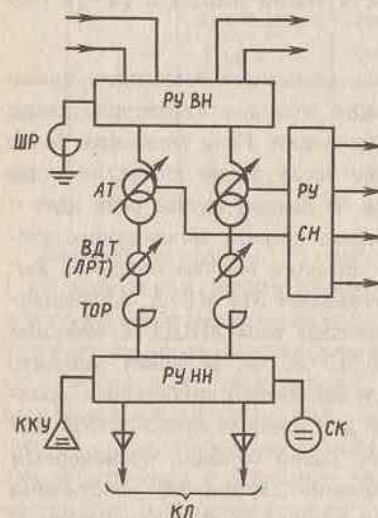 РУ ВН
ШР
АТ
РУ
СН
ВДТ
(ЛРТ)
ТОР
РУ НН
ККУ
СК
КЛ